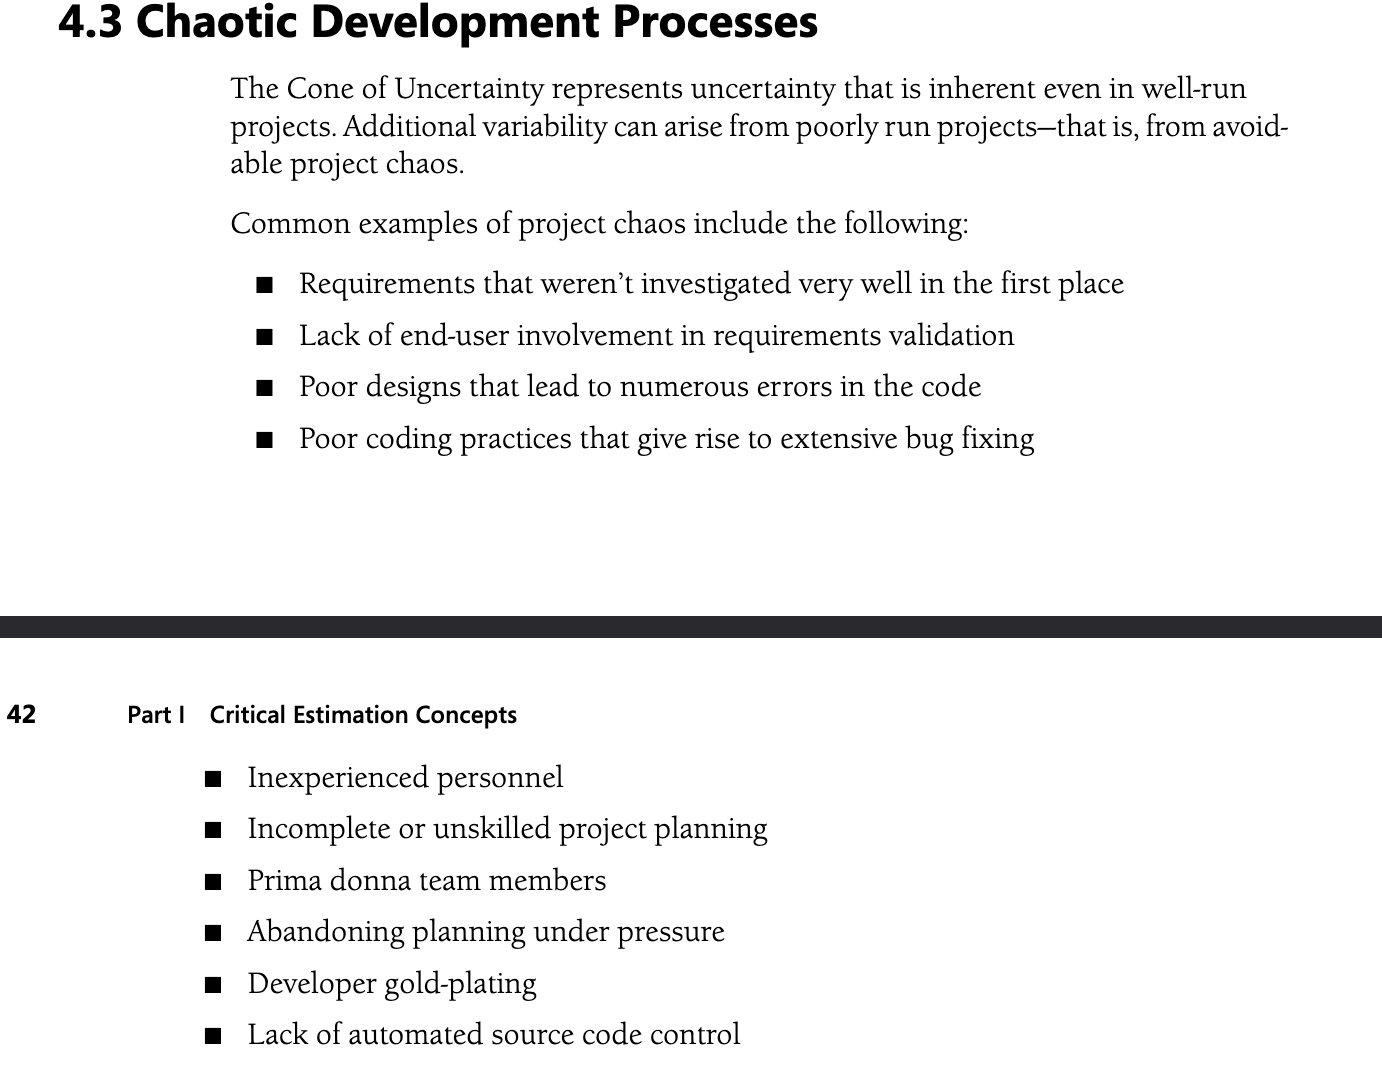 4.3 Chaotic Development Processes
The Cone of Uncertainty represents uncertainty that is inherent even in well-run
projects. Additional variability can arise from poorly run projects—that is, from avoid-
able project chaos.
Common examples of project chaos include the following:
■ Requirements that weren’t investigated very well in the first place
■ Lack of end-user involvement in requirements validation
■ Poor designs that lead to numerous errors in the code
■ Poor coding practices that give rise to extensive bug fixing
42 Part I Critical Estimation Concepts
■ Inexperienced personnel
■ Incomplete or unskilled project planning
■ Prima donna team members
■ Abandoning planning under pressure
■ Developer gold-plating
■ Lack of automated source code control